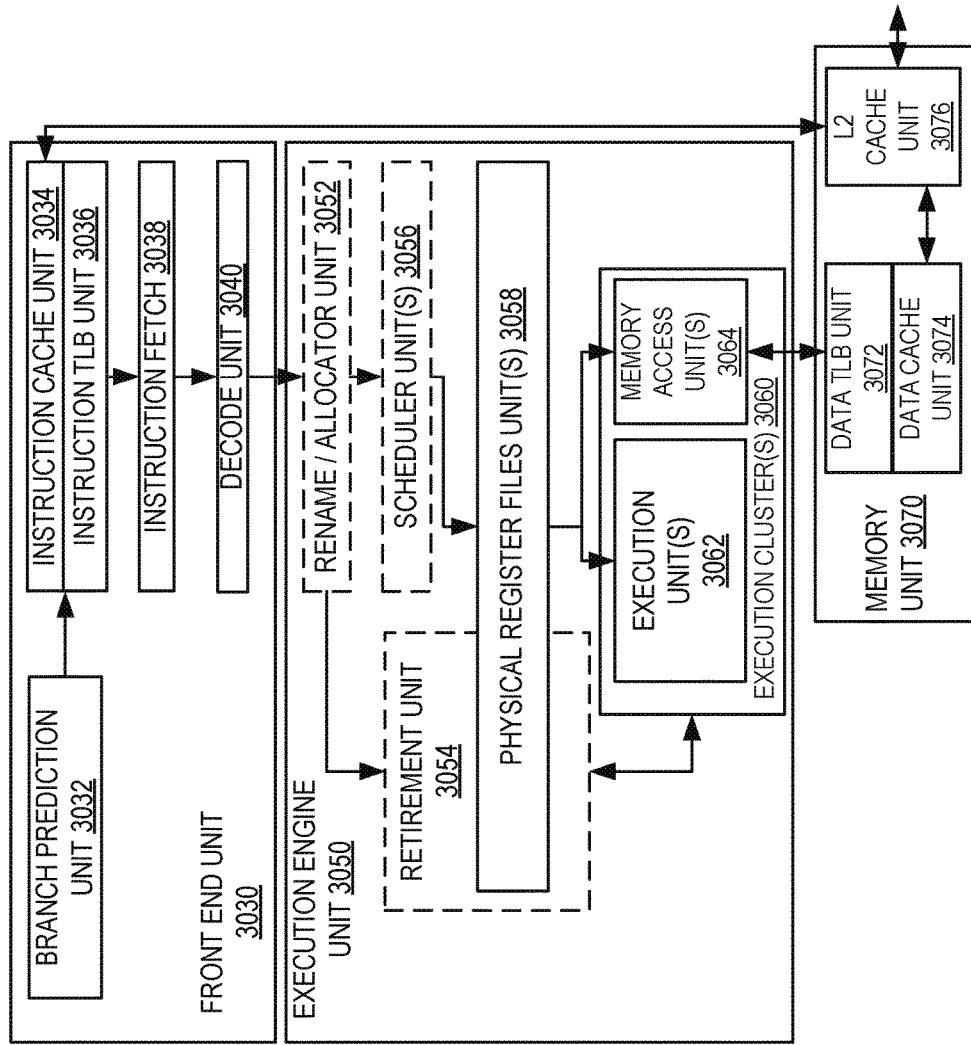 BRANCH PREDICTION
UNIT 3032
INSTRUCTION CACHE UNIT 3034
INSTRUCTION TLB UNIT 3036
INSTRUCTION FETCH 3038
FRONT END UNIT
3030
DECODE UNIT 3040
EXECUTION ENGINE
UNIT 3050
RENAME / ALLOCATOR UNIT 3052
RETIREMENT UNIT
3054
SCHEDULER UNIT(S) 3056
PHYSICAL REGISTER FILES UNIT(S) 3058
EXECUTION
UNIT(S)
3062
MEMORY
ACCESS
UNIT(S)
3064
EXECUTION CLUSTER(S) 3060
MEMORY
UNIT 3070
DATA TLB UNIT
3072
DATA CACHE
UNIT 3074
L2
CACHE
UNIT
3076